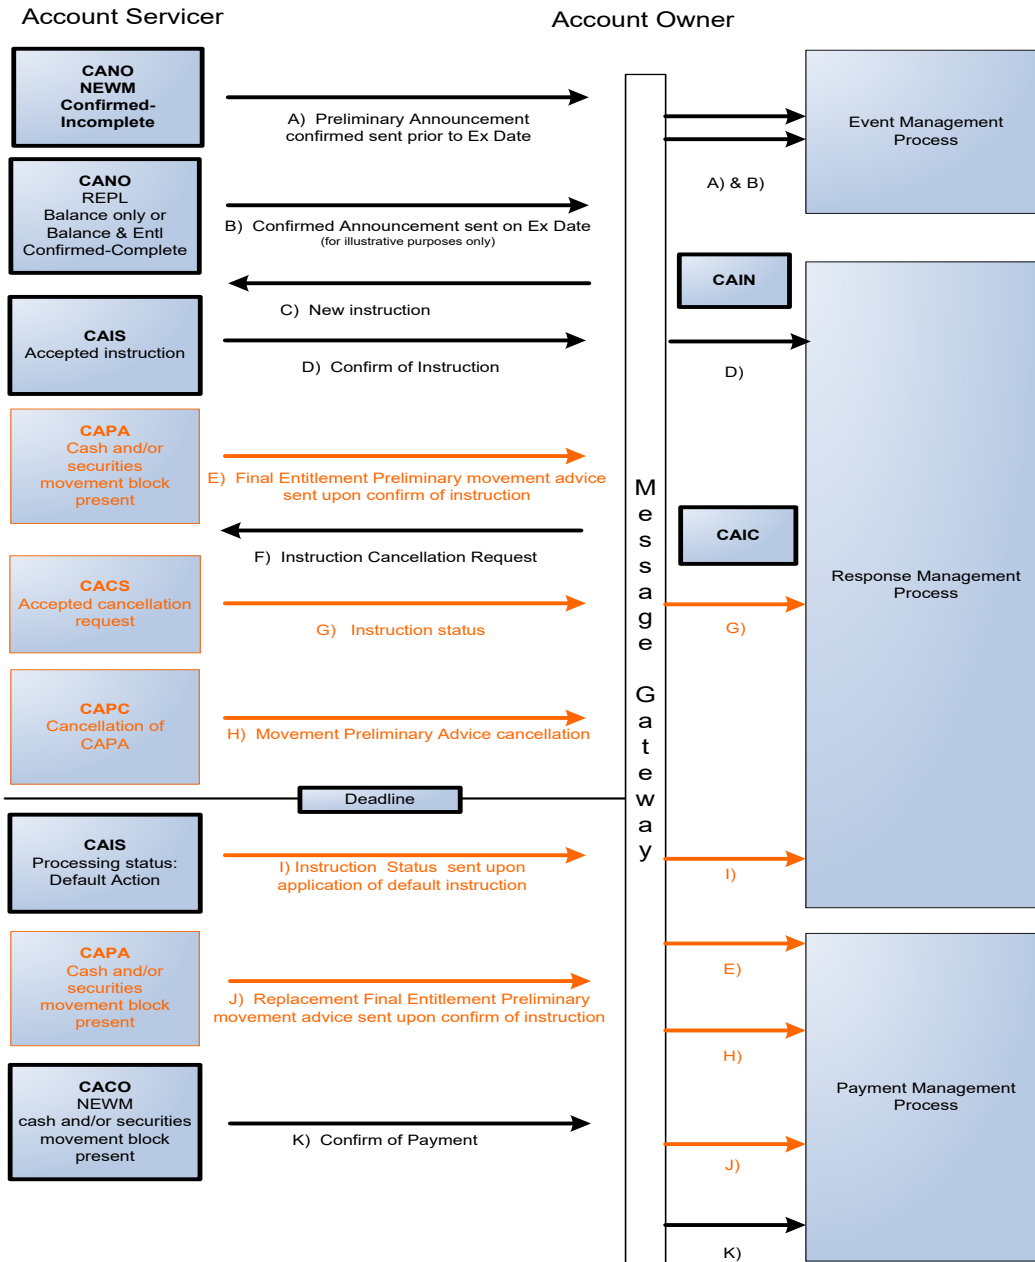 Account Servicer
Account Owner
CANO
NEWM
Confirmed-
Incomplete
A) Preliminary Announcement
confirmed sent prior to Ex Date
Event Management
Process
A) & B)
CANO
REPL
Balance only or
Balance & Entl
Confirmed-Complete
B) Confirmed Announcement sent on Ex Date
(for illustrative purposes only)
CAIN
C) New instruction
CAIS
Accepted instruction
D) Confirm of Instruction
D)
CAPA
Cash and/or
securities
movement block
present
E) Final Entitlement Preliminary movement advice
sent upon confirm of instruction
Message Gateway
CAIC
F) Instruction Cancellation Request
Response Management
Process
CACS
Accepted cancellation
request
G) Instruction status
G)
CAPC
Cancellation of
CAPA
H) Movement Preliminary Advice cancellation
Deadline
CAIS
Processing status:
Default Action
I) Instruction Status sent upon
application of default instruction
I)
CAPA
Cash and/or
securities
movement block
present
J) Replacement Final Entitlement Preliminary
movement advice sent upon confirm of instruction
E)
H)
CACO
NEWM
cash and/or securities
movement block
present
K) Confirm of Payment
Payment Management
Process
J)
K)